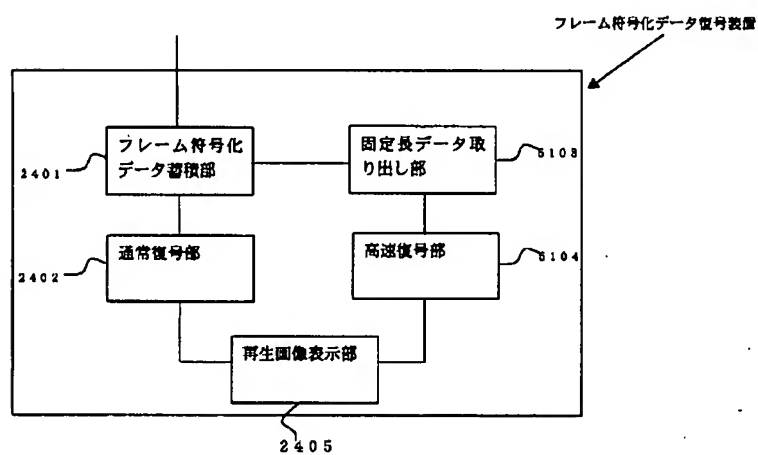 フレーム符号化データ復号装置
フレーム符号化
データ蓄積部
2401
固定長データ取
り出し部
5103
通常復号部
2402
高速復号部
5104
再生画像表示部
2405